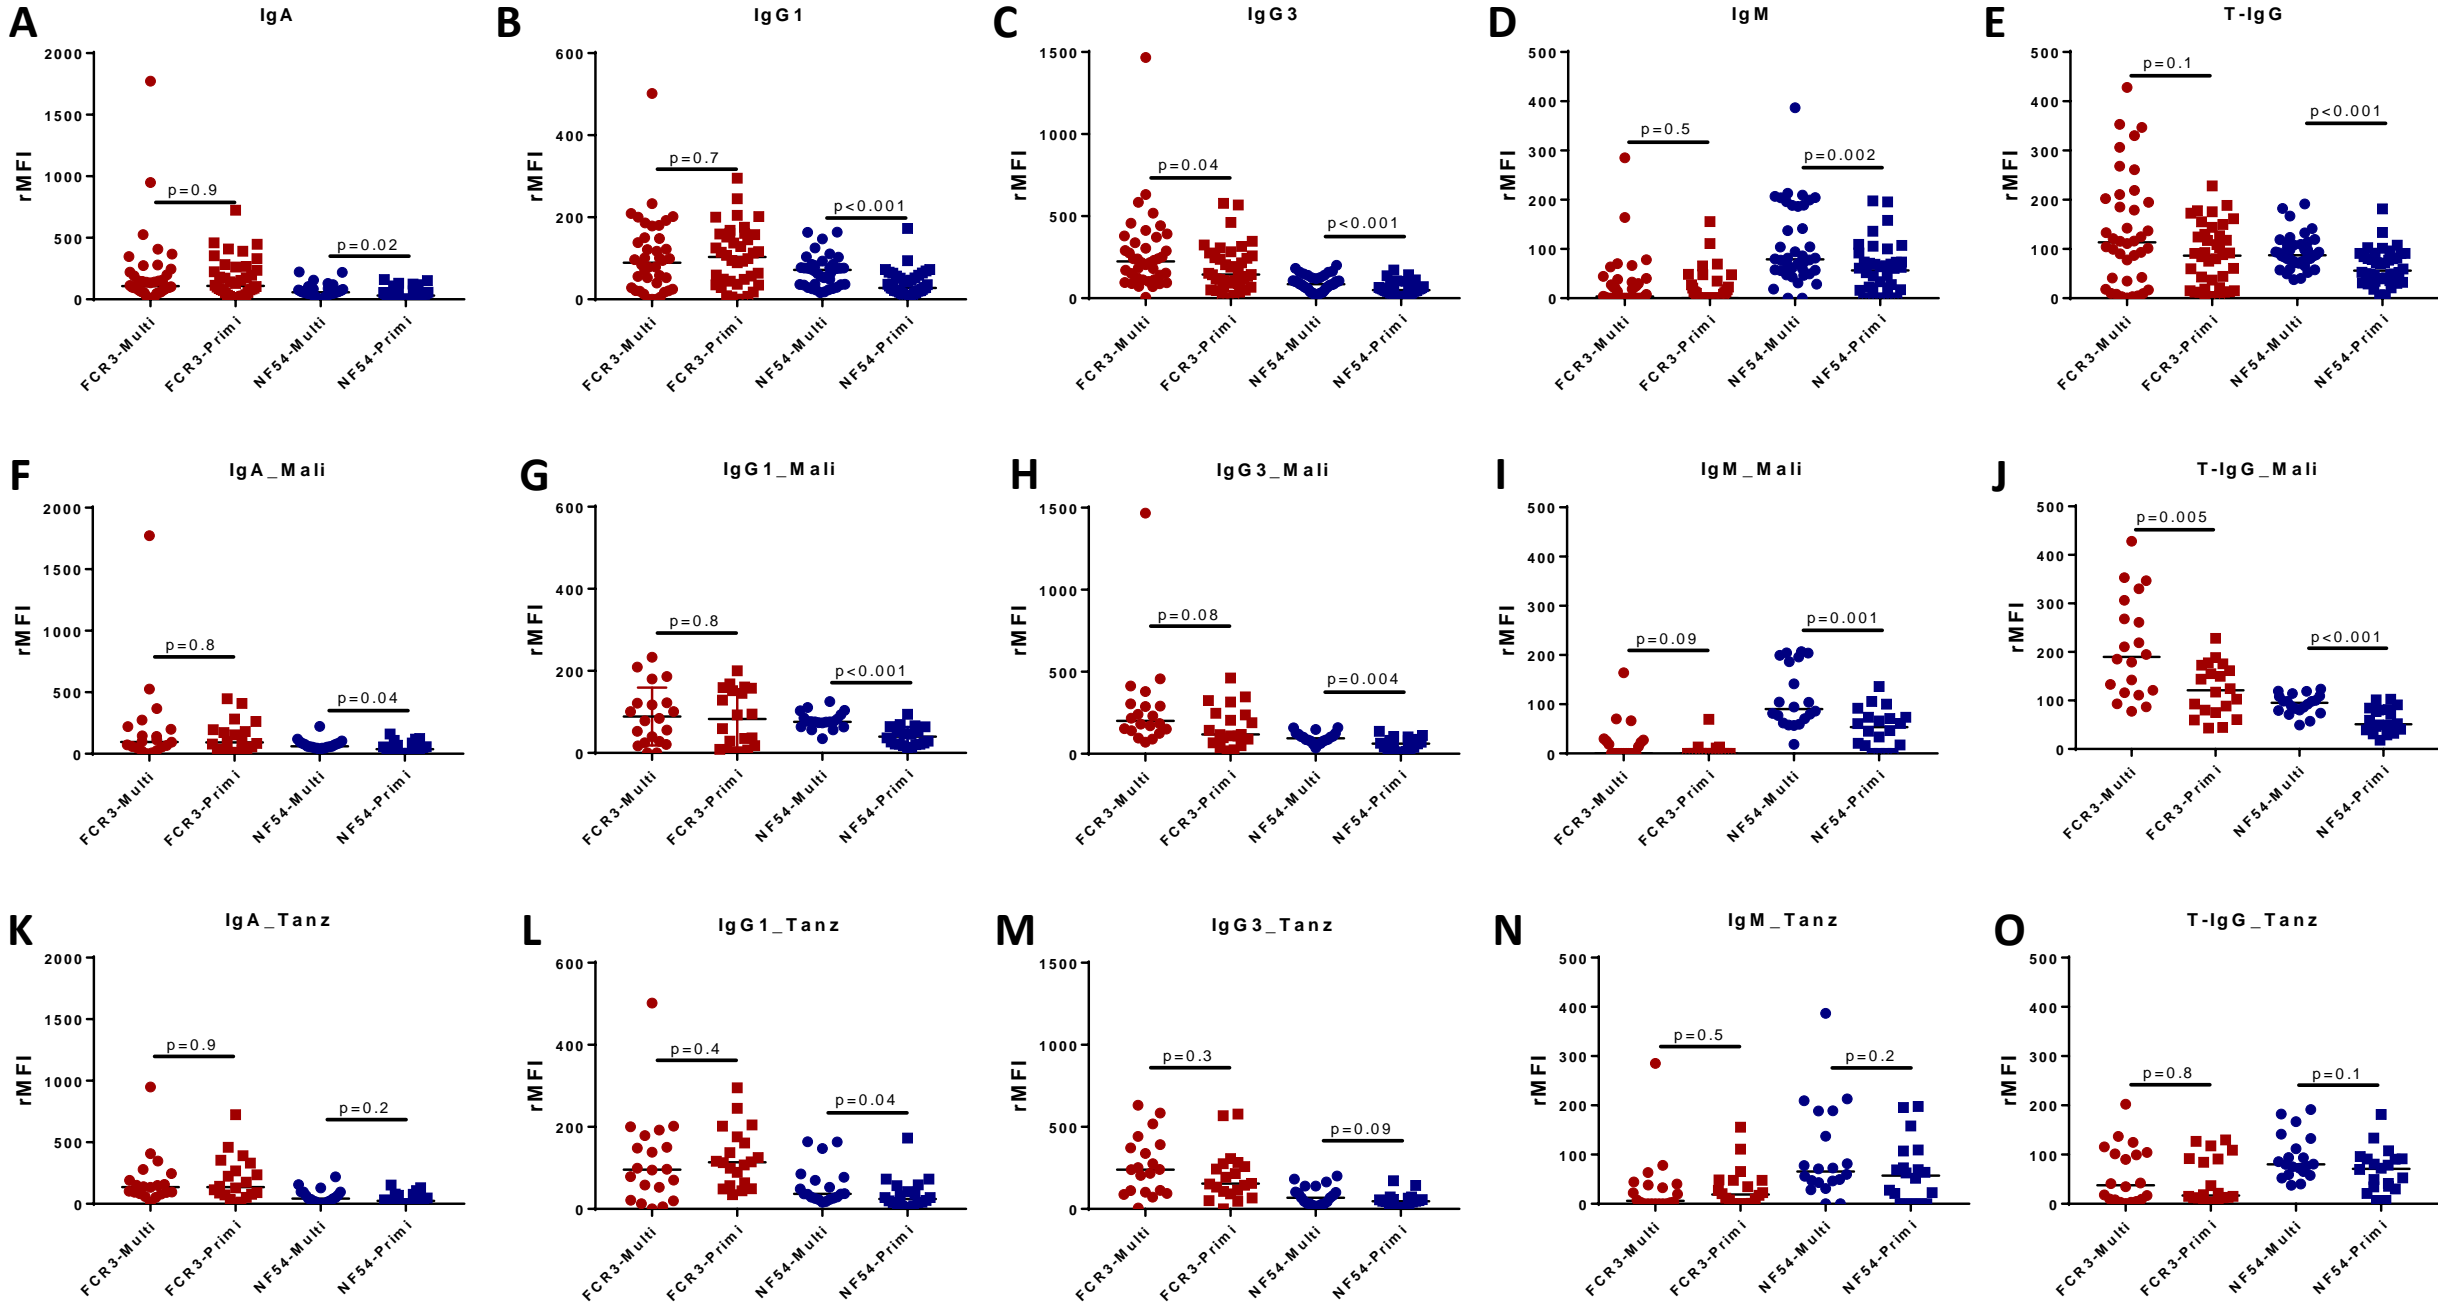 A IgA
rMFI
2000
1500
1000
500
0
p=0.9
p=0.02
FCR3-Multi
FCR3-Primi
NF54-Multi
NF54-Primi
B IgG1
rMFI
600
400
200
0
p=0.7
p<0.001
FCR3-Multi
FCR3-Primi
NF54-Multi
NF54-Primi
C IgG3
rMFI
1500
1000
500
0
p=0.04
p<0.001
FCR3-Multi
FCR3-Primi
NF54-Multi
NF54-Primi
D IgM
rMFI
500
400
300
200
100
0
p=0.5
p=0.002
FCR3-Multi
FCR3-Primi
NF54-Multi
NF54-Primi
E T-IgG
rMFI
500
400
300
200
100
0
p=0.1
p<0.001
FCR3-Multi
FCR3-Primi
NF54-Multi
NF54-Primi
F IgA_Mali
rMFI
2000
1500
1000
500
0
p=0.8
p=0.04
FCR3-Multi
FCR3-Primi
NF54-Multi
NF54-Primi
G IgG1_Mali
rMFI
600
400
200
0
p=0.8
p<0.001
FCR3-Multi
FCR3-Primi
NF54-Multi
NF54-Primi
H IgG3_Mali
rMFI
1500
1000
500
0
p=0.08
p=0.004
FCR3-Multi
FCR3-Primi
NF54-Multi
NF54-Primi
I IgM_Mali
rMFI
500
400
300
200
100
0
p=0.09
p=0.001
FCR3-Multi
FCR3-Primi
NF54-Multi
NF54-Primi
J T-IgG_Mali
rMFI
500
400
300
200
100
0
p=0.005
p<0.001
FCR3-Multi
FCR3-Primi
NF54-Multi
NF54-Primi
K IgA_Tanz
rMFI
2000
1500
1000
500
0
p=0.9
p=0.2
FCR3-Multi
FCR3-Primi
NF54-Multi
NF54-Primi
L IgG1_Tanz
rMFI
600
400
200
0
p=0.4
p=0.04
FCR3-Multi
FCR3-Primi
NF54-Multi
NF54-Primi
M IgG3_Tanz
rMFI
1500
1000
500
0
p=0.3
p=0.09
FCR3-Multi
FCR3-Primi
NF54-Multi
NF54-Primi
N IgM_Tanz
rMFI
500
400
300
200
100
0
p=0.5
p=0.2
FCR3-Multi
FCR3-Primi
NF54-Multi
NF54-Primi
O T-IgG_Tanz
rMFI
500
400
300
200
100
0
p=0.8
p=0.1
FCR3-Multi
FCR3-Primi
NF54-Multi
NF54-Primi